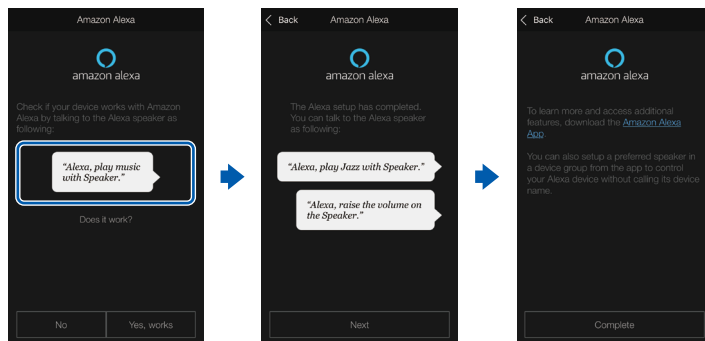 Amazon Alexa
amazon alexa
Check if your device works with Amazon
Alexa by talking to the Alexa speaker as
following:
“Alexa, play music
with Speaker.”
Does it work?
No
Yes, works
Back
Amazon Alexa
amazon alexa
The Alexa setup has completed.
You can talk to the Alexa speaker
as following:
“Alexa, play Jazz with Speaker.”
“Alexa, raise the volume on
the Speaker.”
Next
Back
Amazon Alexa
amazon alexa
To learn more and access additional
features, download the Amazon Alexa
App.
You can also setup a preferred speaker in
a device group from the app to control
your Alexa device without calling its device
name.
Complete